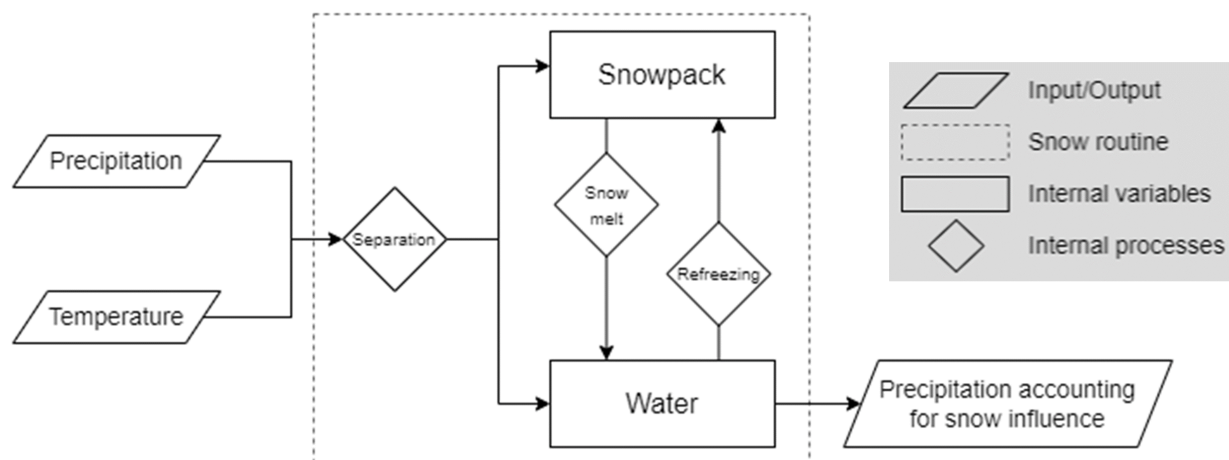 Precipitation
Temperature
Separation
Snowpack
Snow
melt
Refreezing
Water
Precipitation accounting
for snow influence
Input/Output
Snow routine
Internal variables
Internal processes